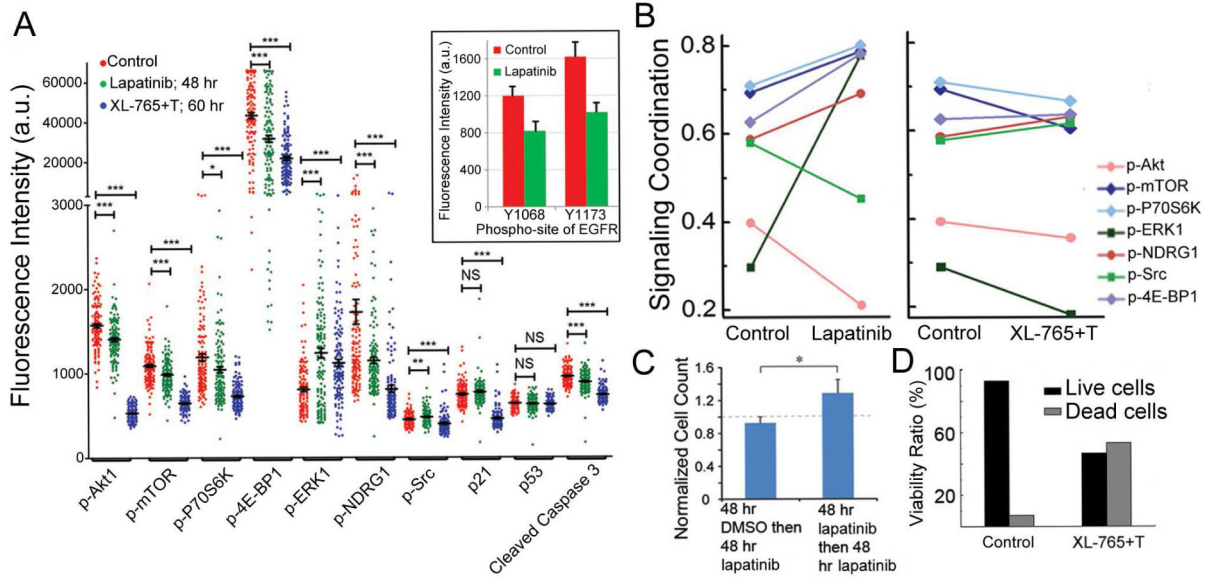 A
Control
Lapatinib; 48 hr
XL-765+T; 60 hr
Fluorescence Intensity (a.u.)
60000
40000
20000
3000
2000
1000
0
***
***
***
***
***
*
***
***
***
***
***
***
***
**
***
NS
NS
NS
***
***
p-Akt1
p-mTOR
p-P70S6K
p-4E-BP1
p-ERK1
p-NDRG1
p-Src
p21
p53
Cleaved Caspase 3
Fluorescence Intensity (a.u.)
1600
1200
800
400
0
Control
Lapatinib
Y1068 Y1173
Phospho-site of EGFR
B
Signaling Coordination
0.8
0.6
0.4
0.2
Control Lapatinib
Control XL-765+T
p-Akt
p-mTOR
p-P70S6K
p-ERK1
p-NDRG1
p-Src
p-4E-BP1
C
Normalized Cell Count
1.6
1.2
0.8
0.4
0
*
48 hr
DMSO then
48 hr
lapatinib
48 hr
lapatinib
then 48
hr lapatinib
D
Viability Ratio (%)
100
80
60
40
20
Live cells
Dead cells
Control XL-765+T